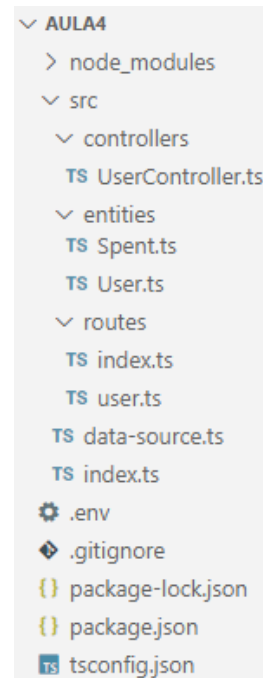 AULA4
node_modules
src
controllers
TS UserController.ts
entities
TS Spent.ts
TS User.ts
routes
TS index.ts
TS user.ts
TS data-source.ts
TS index.ts
.env
.gitignore
{} package-lock.json
{} package.json
TS tsconfig.json